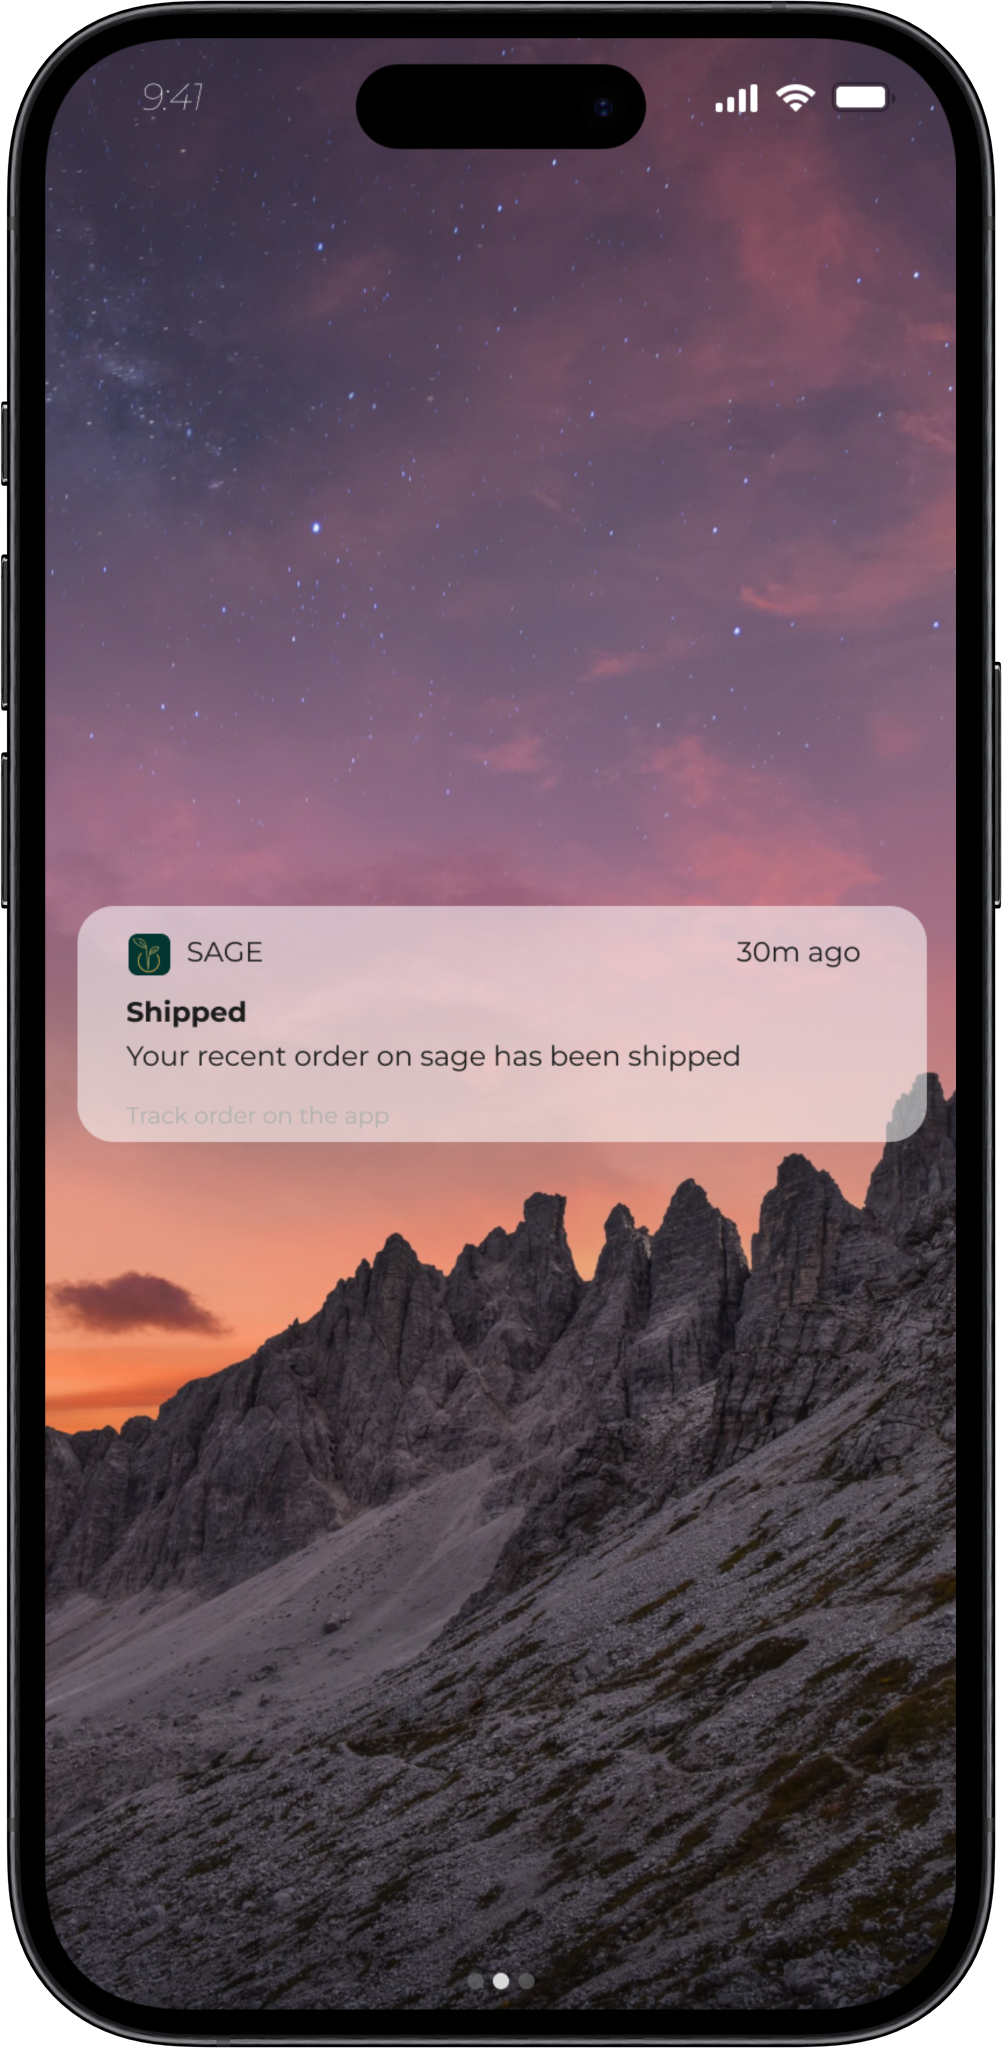 9:41
SAGE 30m ago
Shipped
Your recent order on sage has been shipped
Track order on the app